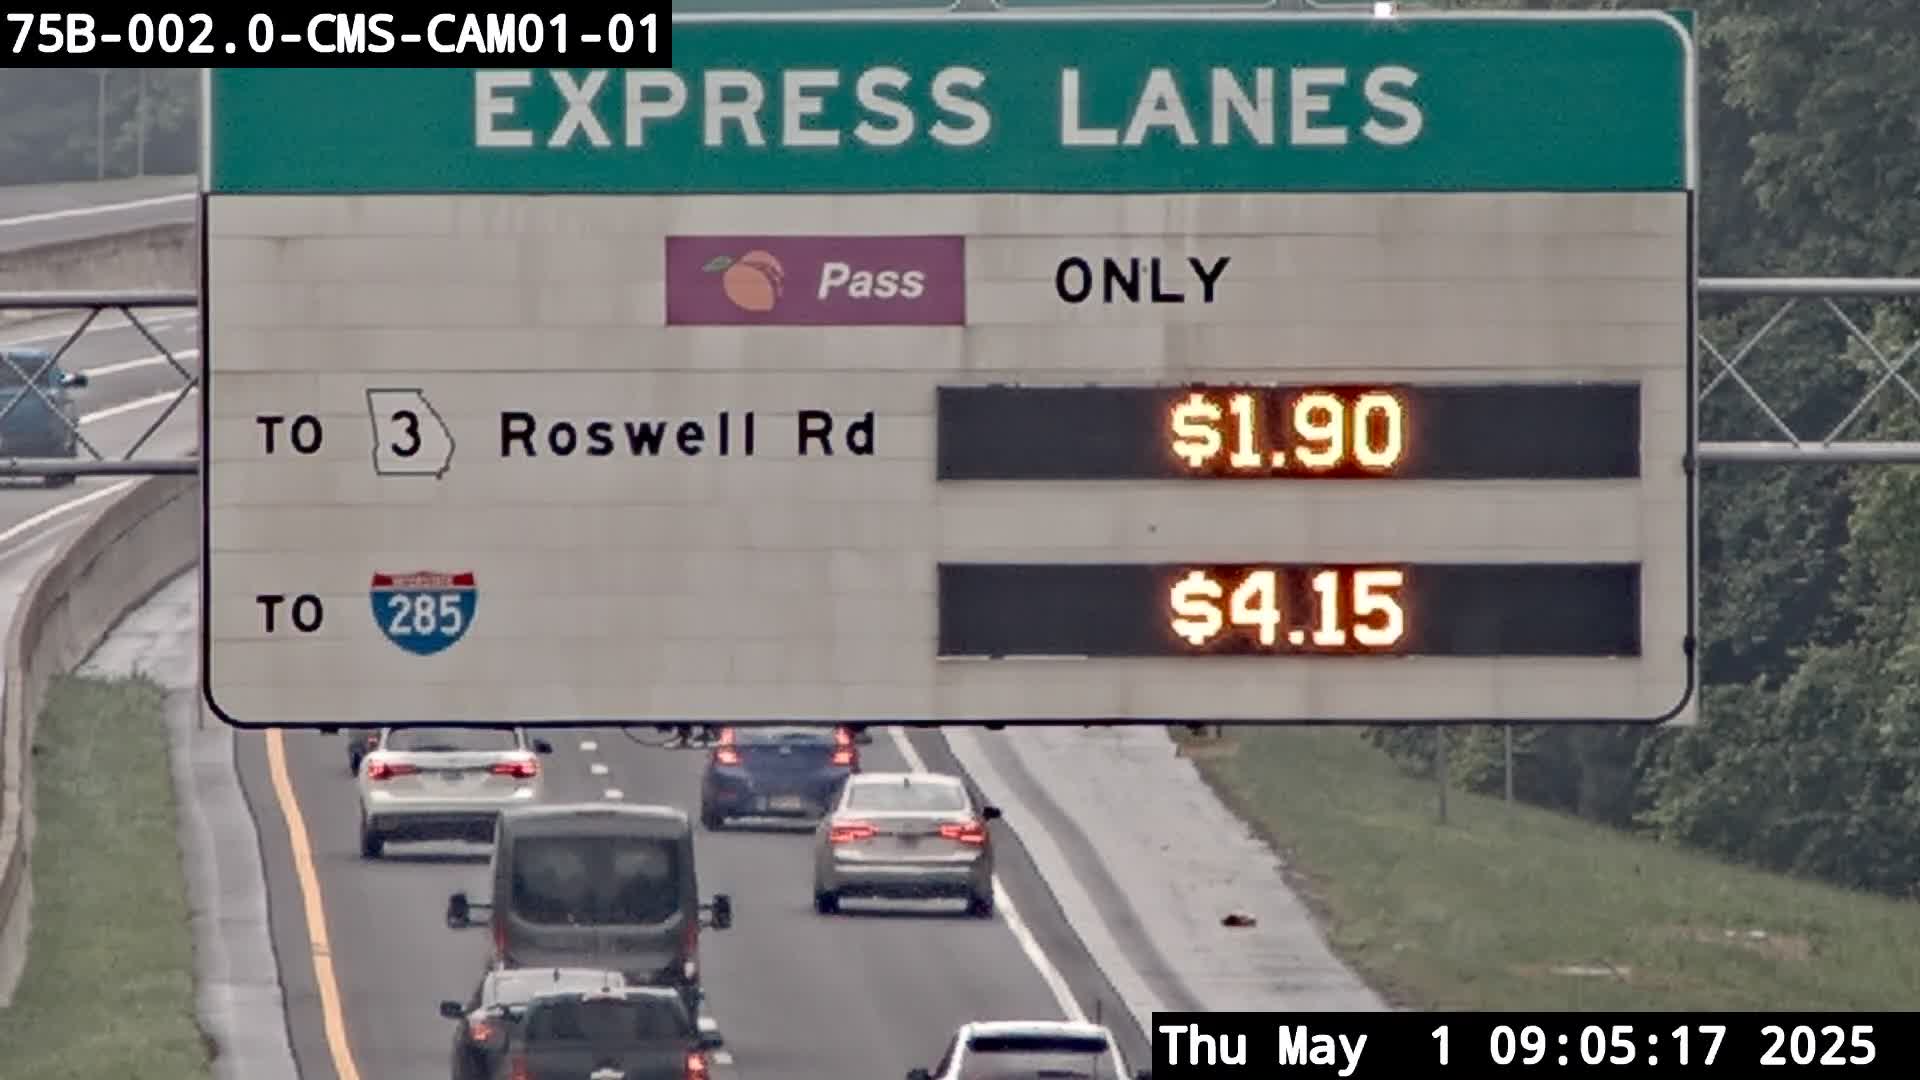 75B-002.0-CMS-CAM01-01
EXPRESS LANES
Pass ONLY
TO 3 Roswell Rd $1.90
INTERSTATE
TO 285 $4.15
Thu May 1 09:05:17 2025